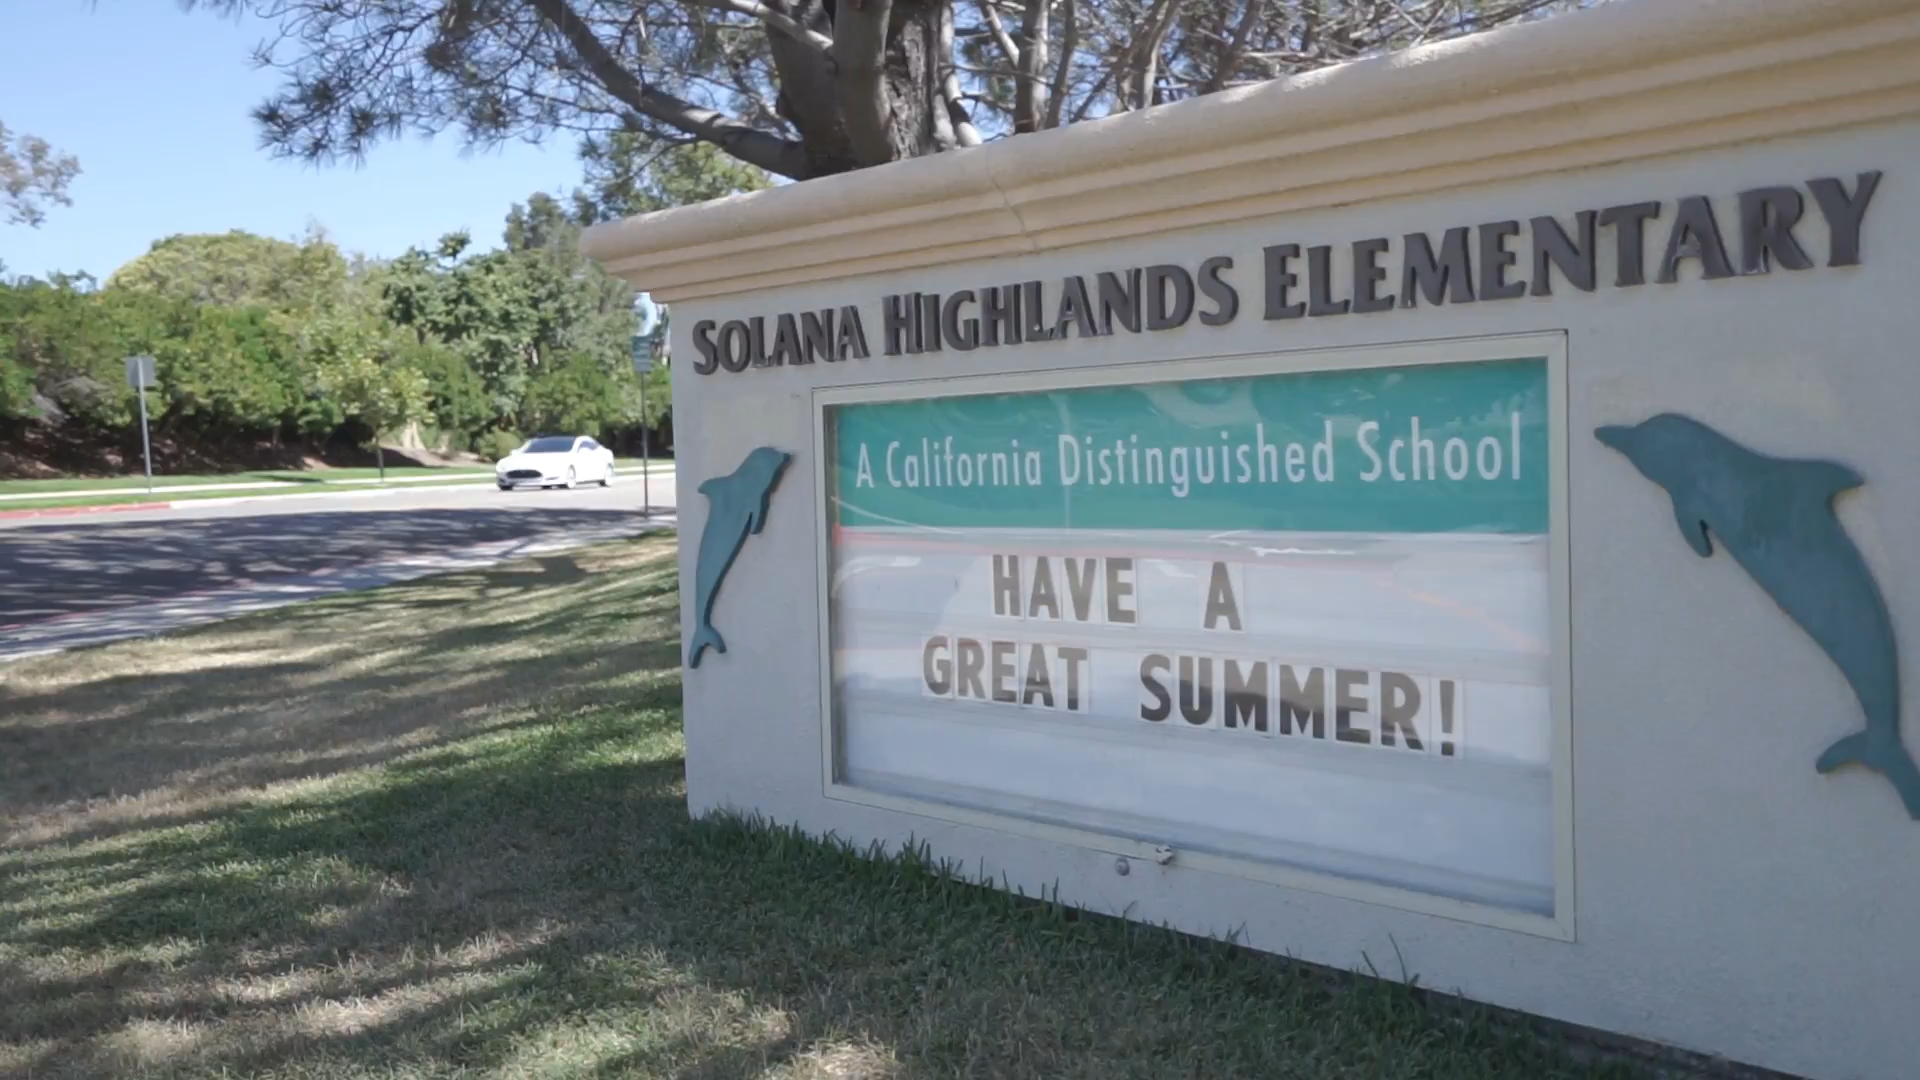 SOLANA HIGHLANDS ELEMENTARY
A California Distinguished School
HAVE A
GREAT SUMMER!